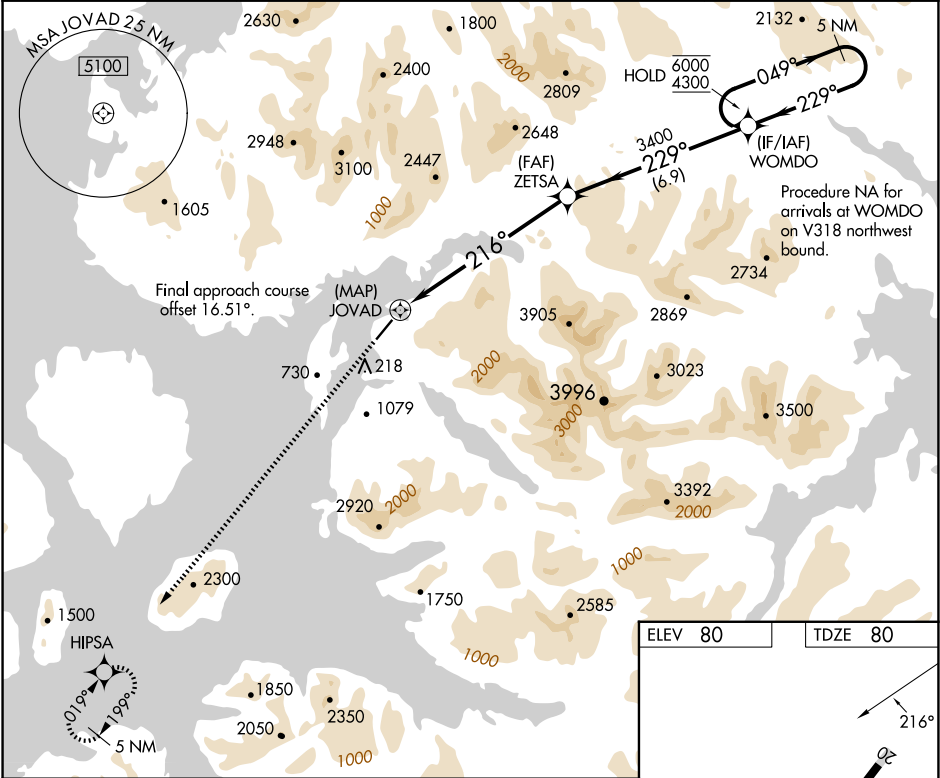 MSA JOVAD 25 NM
5100
2630
1800
2132
5 NM
2400
2000
2809
HOLD
6000
4300
049°
229°
2948
3100
2648
2447
3400
229°
(6.9)
(IF/IAF)
WOMDO
(FAF)
ZETSA
1605
1000
Procedure NA for
arrivals at WOMDO
on V318 northwest
bound.
216°
2734
Final approach course
offset 16.51°.
(MAP)
JOVAD
2869
3905
730
218
2000
3023
3996
1079
3000
3500
2920
2000
3392
2000
1000
2300
1750
2585
1500
HIPSA
1000
ELEV 80
TDZE 80
019°
199°
5 NM
1850
2050
2350
1000
216°
20